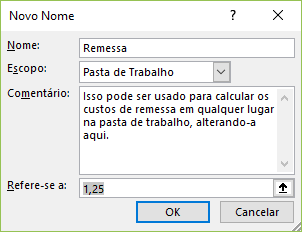 Novo Nome
Nome: Remessa
Escopo: Pasta de Trabalho
Comentário: Isso pode ser usado para calcular os
custos de remessa em qualquer lugar
na pasta de trabalho, alterando-a
aqui.
Refere-se a: 1,25
OK Cancelar